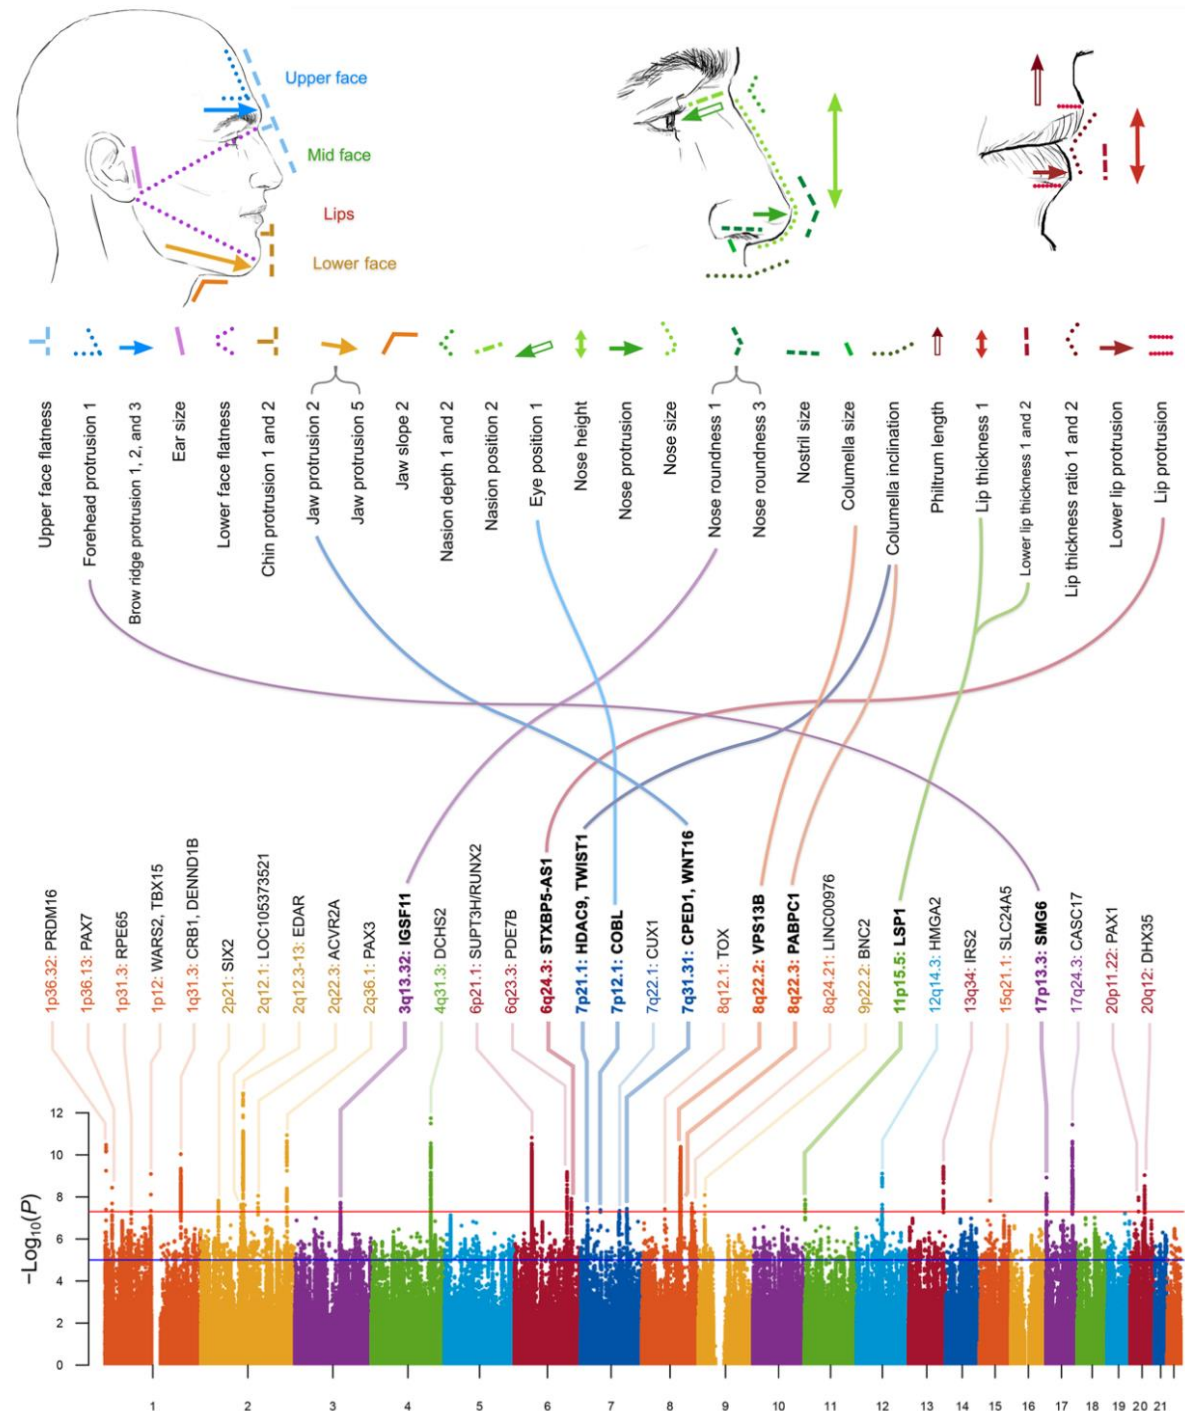 Upper face
Mid face
Lips
Lower face
Upper face flatness
Forehead protrusion 1
Brow ridge protrusion 1, 2, and 3
Ear size
Lower face flatness
Chin protrusion 1 and 2
Jaw protrusion 2
Jaw protrusion 5
Jaw slope 2
Nasion depth 1 and 2
Nasion position 2
Eye position 1
Nose height
Nose protrusion
Nose size
Nose roundness 1
Nose roundness 3
Nostril size
Columella size
Columella inclination
Philtrum length
Lip thickness 1
Lower lip thickness 1 and 2
Lip thickness ratio 1 and 2
Lower lip protrusion
Lip protrusion
1p36.32: PRDM16
1p36.13: PAX7
1p31.3: RPE65
1p12: WARS2, TBX15
1q31.3: CRB1, DENND1B
2p21: SIX2
2q12.1: LOC105373521
2q12.3-13: EDAR
2q22.3: ACVR2A
2q36.1: PAX3
3q13.32: IGSF11
4q31.3: DCHS2
6p21.1: SUPT3H/RUNX2
6q23.3: PDE7B
6q24.3: STXBP5-AS1
7p21.1: HDAC9, TWIST1
7p12.1: COBL
7q22.1: CUX1
7q31.31: CPED1, WNT16
8q12.1: TOX
8q22.2: VPS13B
8q22.3: PABPC1
8q24.21: LINC00976
9p22.2: BNC2
11p15.5: LSP1
12q14.3: HMGA2
13q34: IRS2
15q21.1: SLC24A5
17p13.3: SMG6
17q24.3: CASC17
20p11.22: PAX1
20q12: DHX35
−Log10(P)
12
10
8
6
4
2
0
1 2 3 4 5 6 7 8 9 10 11 12 13 14 15 16 17 18 19 20 21